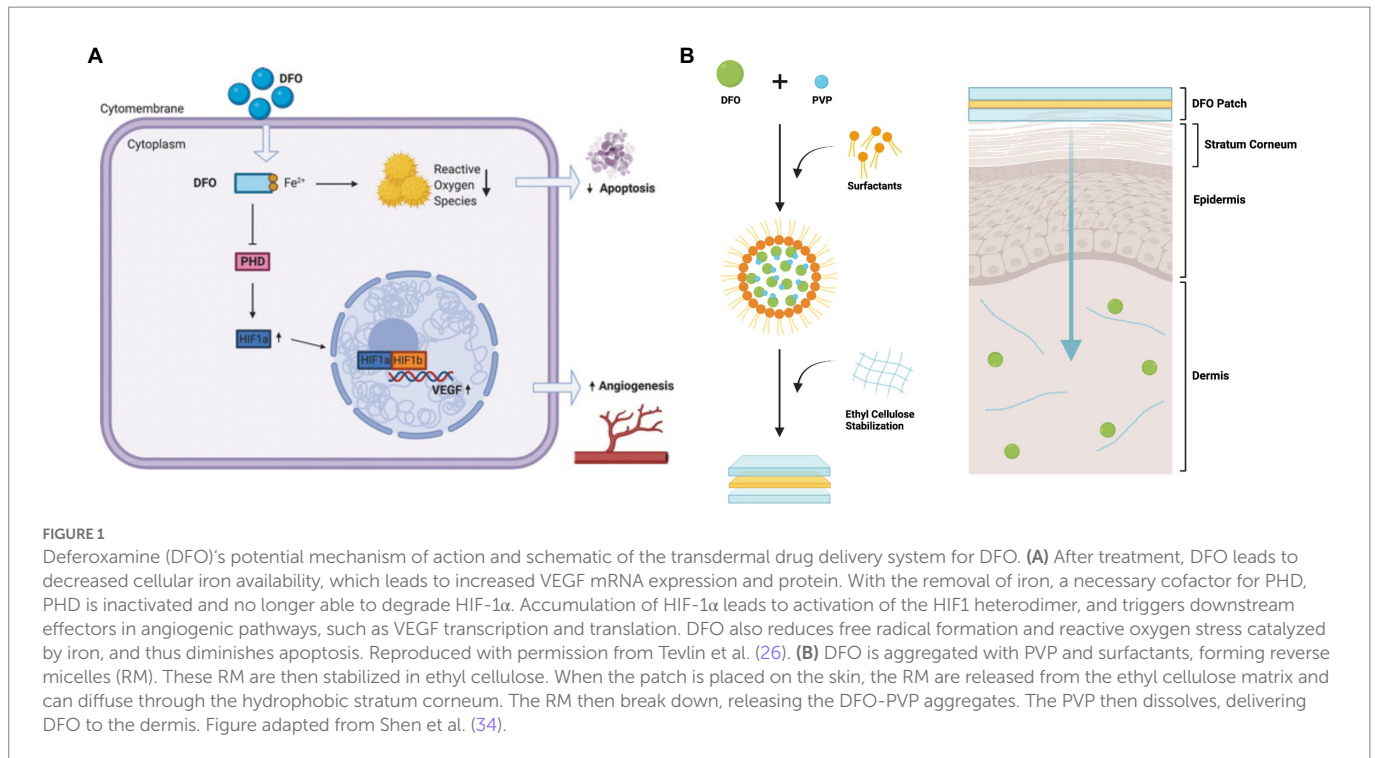 A
DFO
Cytomembrane
Cytoplasm
DFO
Fe2+
Reactive
Oxygen
Species
↓ Apoptosis
PHD
HIF1a ↑
HIF1a HIF1b
VEGF ↑
↑ Angiogenesis
B
DFO
+
PVP
Surfactants
Ethyl Cellulose
Stabilization
DFO Patch
Stratum Corneum
Epidermis
Dermis
FIGURE 1
Deferoxamine (DFO)'s potential mechanism of action and schematic of the transdermal drug delivery system for DFO. (A) After treatment, DFO leads to
decreased cellular iron availability, which leads to increased VEGF mRNA expression and protein. With the removal of iron, a necessary cofactor for PHD,
PHD is inactivated and no longer able to degrade HIF-1α. Accumulation of HIF-1α leads to activation of the HIF1 heterodimer, and triggers downstream
effectors in angiogenic pathways, such as VEGF transcription and translation. DFO also reduces free radical formation and reactive oxygen stress catalyzed
by iron, and thus diminishes apoptosis. Reproduced with permission from Tevlin et al. (26). (B) DFO is aggregated with PVP and surfactants, forming reverse
micelles (RM). These RM are then stabilized in ethyl cellulose. When the patch is placed on the skin, the RM are released from the ethyl cellulose matrix and
can diffuse through the hydrophobic stratum corneum. The RM then break down, releasing the DFO-PVP aggregates. The PVP then dissolves, delivering
DFO to the dermis. Figure adapted from Shen et al. (34).